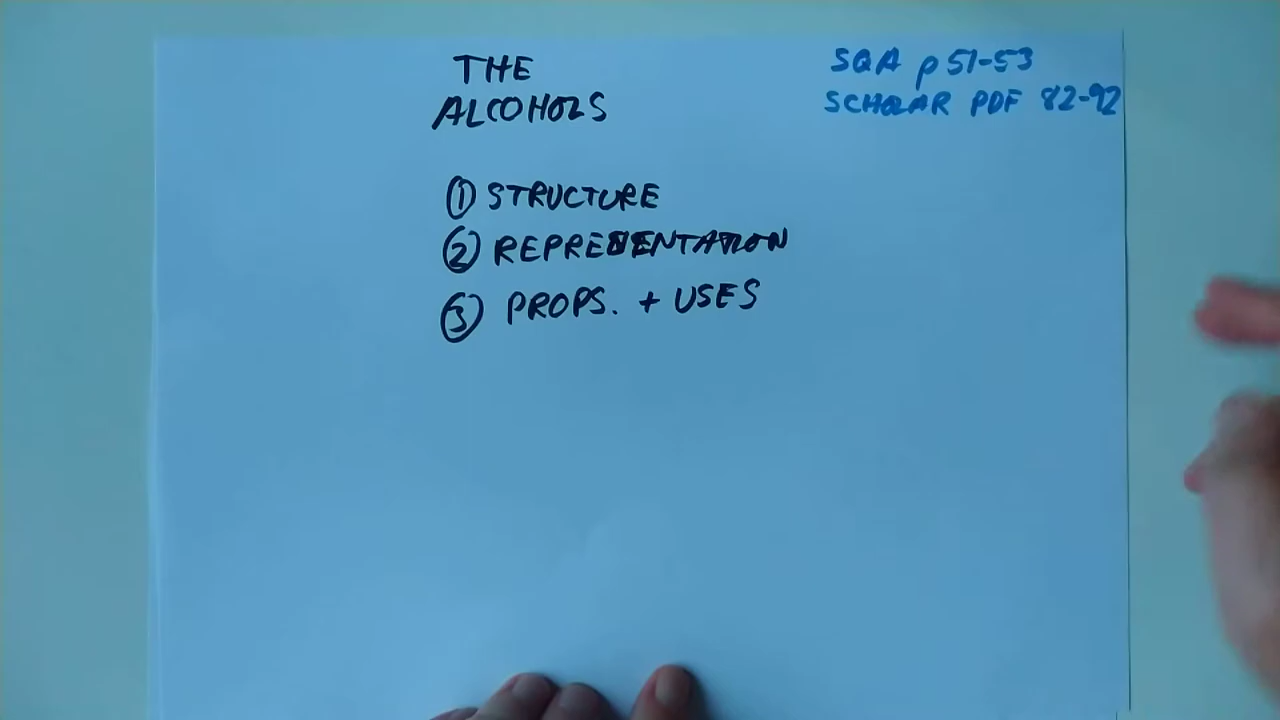 THE
ALCOHOLS
SQA p51-53
SCHOLAR PDF 82-92
① STRUCTURE
② REPRESENTATION
③ PROPS. + USES